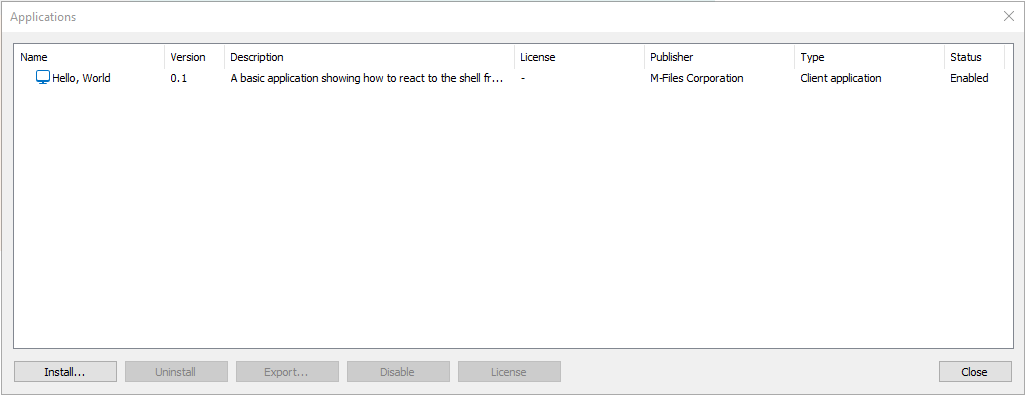 Applications
Name Version Description License Publisher Type Status
Hello, World 0.1 A basic application showing how to react to the shell fr... - M-Files Corporation Client application Enabled
Install... Uninstall Export... Disable License Close